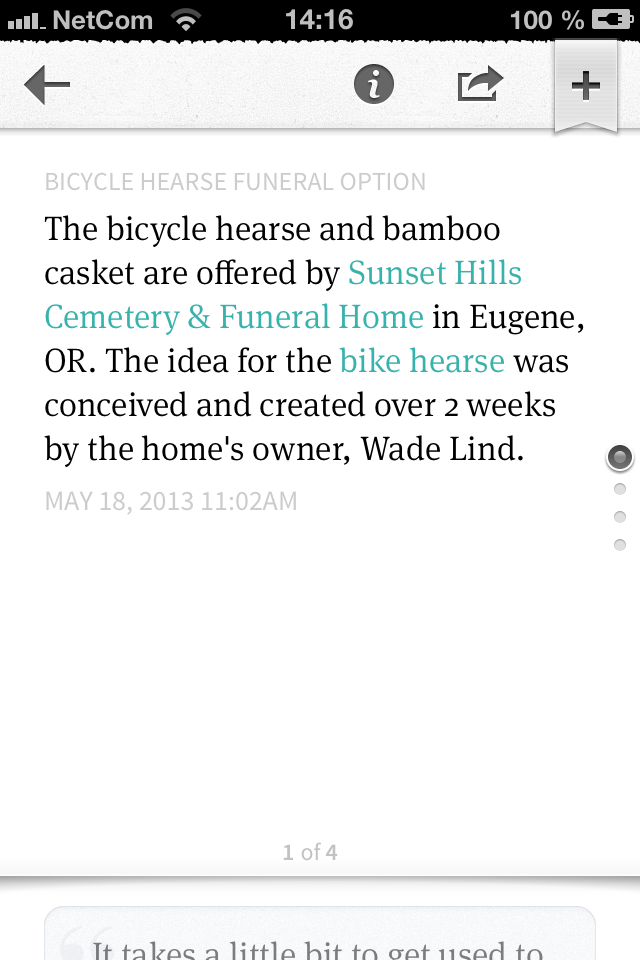 NetCom 14:16 100 %
BICYCLE HEARSE FUNERAL OPTION
The bicycle hearse and bamboo
casket are offered by Sunset Hills
Cemetery & Funeral Home in Eugene,
OR. The idea for the bike hearse was
conceived and created over 2 weeks
by the home's owner, Wade Lind.
MAY 18, 2013 11:02AM
1 of 4
“It takes a little bit to get used to